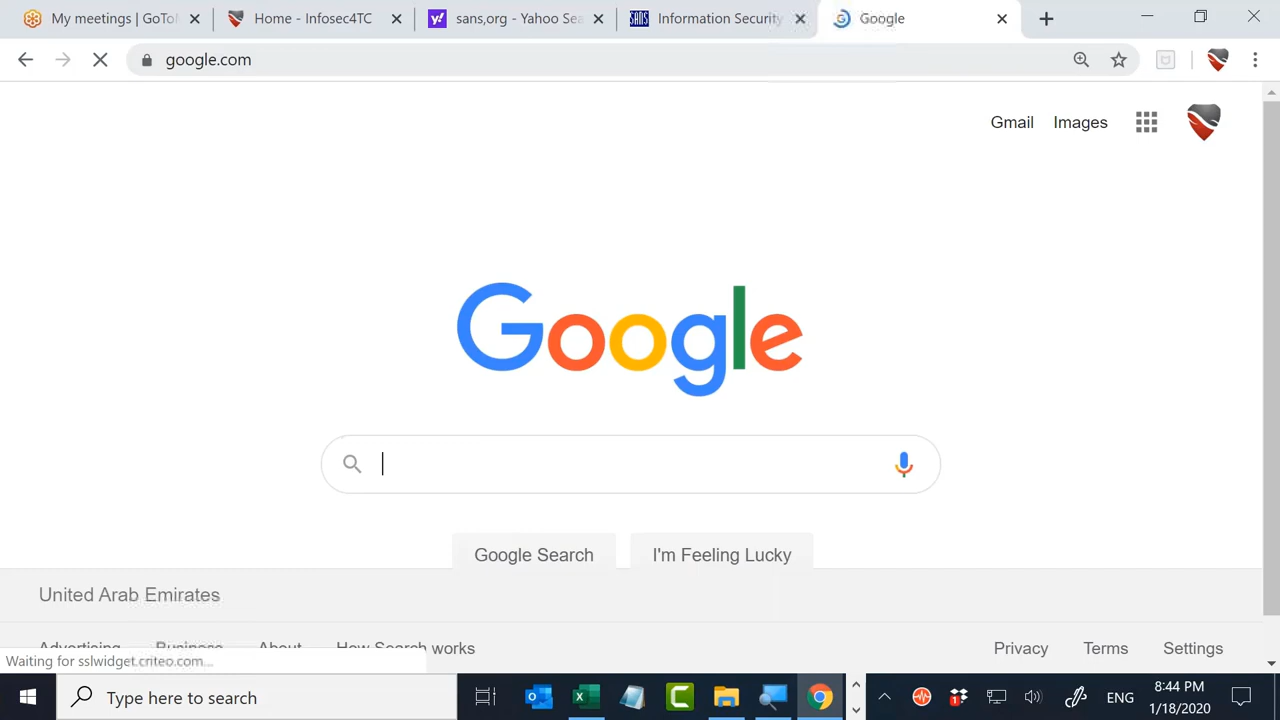 My meetings | GoTo
Home - Infosec4TC
sans,org - Yahoo Sea
SANS
Information Security
Google
google.com
Gmail
Images
Google
Google Search
I'm Feeling Lucky
United Arab Emirates
Advertising
Business
About
How Search works
Privacy
Terms
Settings
Waiting for sslwidget.criteo.com...
Type here to search
ENG
8:44 PM
1/18/2020